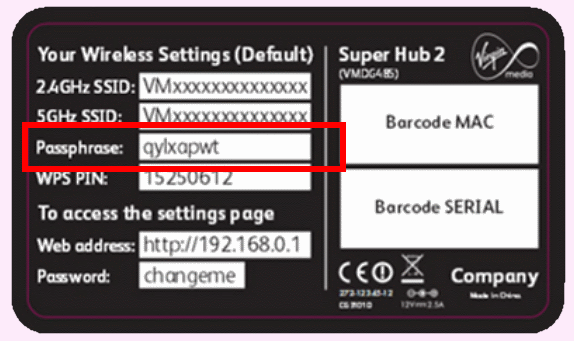 Your Wireless Settings (Default)
2.4GHz SSID: VMxxxxxxxxxxxxxx
5GHz SSID: VMxxxxxxxxxxxxxx
Passphrase: qylxapwt
WPS PIN: 15250612
To access the settings page
Web address: http://192.168.0.1
Password: changeme
Super Hub 2
(VMDG485)
Virgin
media
Barcode MAC
Barcode SERIAL
CE
Company
Made in China
12V 2.5A